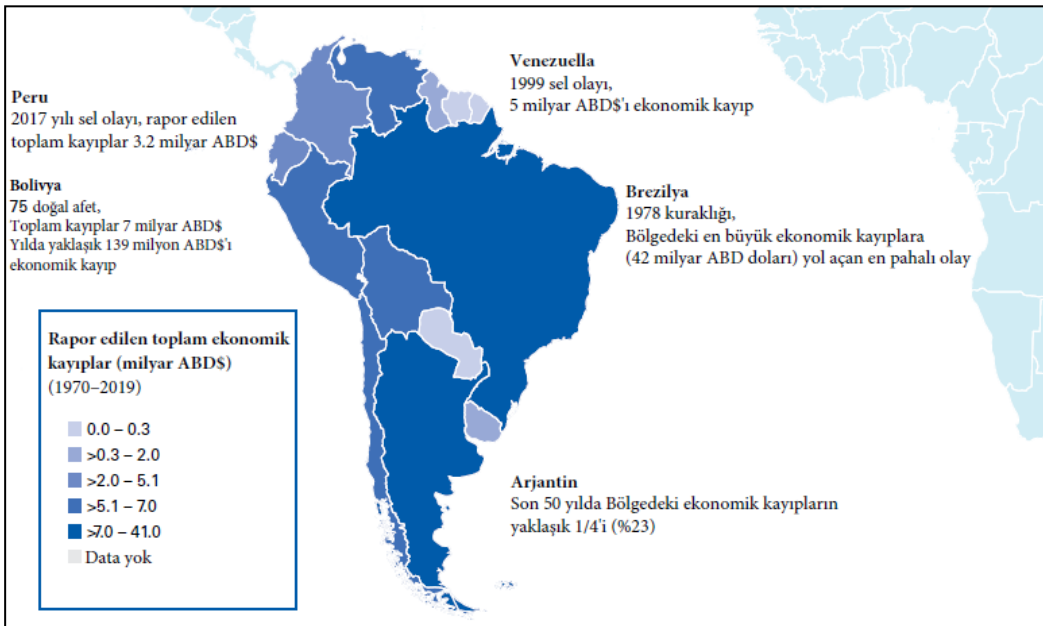 Peru
2017 yılı sel olayı, rapor edilen
toplam kayıplar 3.2 milyar ABD$
Bolivya
75 doğal afet,
Toplam kayıplar 7 milyar ABD$
Yılda yaklaşık 139 milyon ABD$'ı
ekonomik kayıp
Venezuella
1999 sel olayı,
5 milyar ABD$'ı ekonomik kayıp
Brezilya
1978 kuraklığı,
Bölgedeki en büyük ekonomik kayıplara
(42 milyar ABD doları) yol açan en pahalı olay
Rapor edilen toplam ekonomik
kayıplar (milyar ABD$)
(1970–2019)
0.0 – 0.3
>0.3 – 2.0
>2.0 – 5.1
>5.1 – 7.0
>7.0 – 41.0
Data yok
Arjantin
Son 50 yılda Bölgedeki ekonomik kayıpların
yaklaşık 1/4'i (%23)